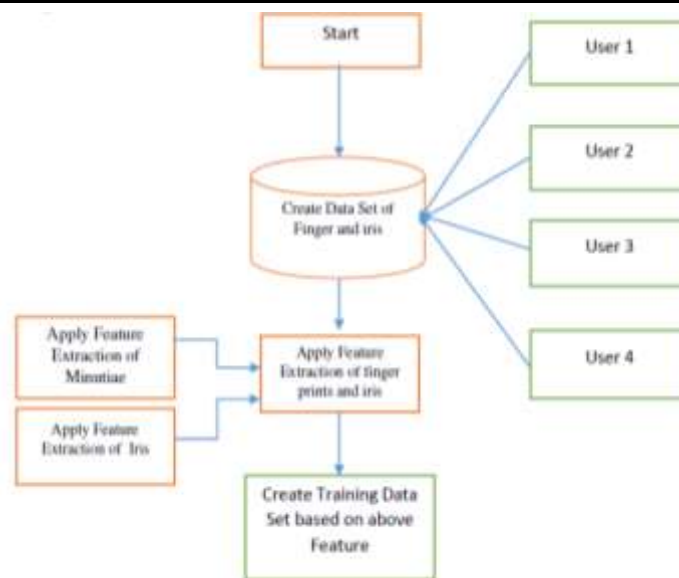 Start
User 1
User 2
Create Data Set of
Finger and iris
User 3
User 4
Apply Feature
Extraction of
Minutiae
Apply Feature
Extraction of finger
prints and iris
Apply Feature
Extraction of Iris
Create Training Data
Set based on above
Feature